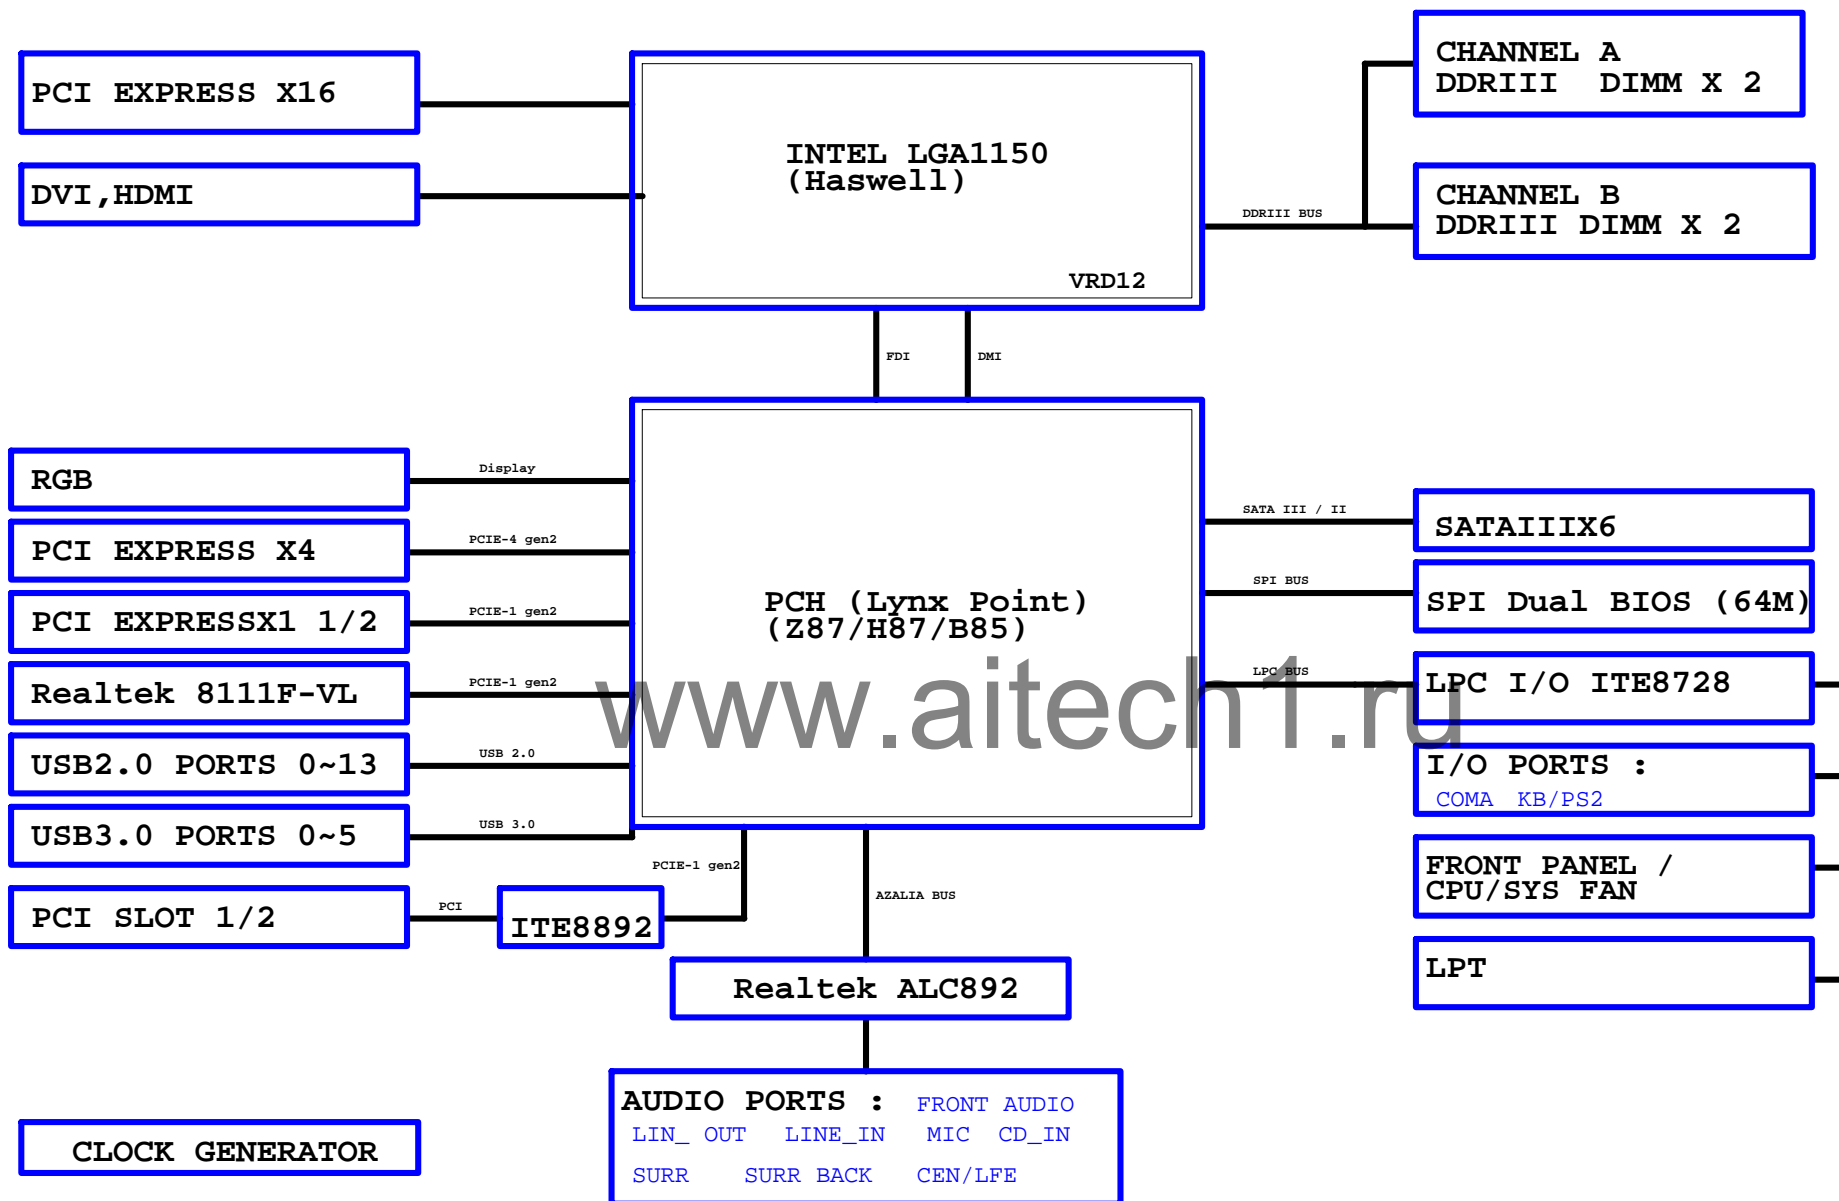 PCI EXPRESS X16
DVI,HDMI
INTEL LGA1150
(Haswell)
VRD12
CHANNEL A
DDRIII DIMM X 2
CHANNEL B
DDRIII DIMM X 2
DDRIII BUS
FDI
DMI
RGB
Display
PCI EXPRESS X4
PCIE-4 gen2
PCI EXPRESSX1 1/2
PCIE-1 gen2
Realtek 8111F-VL
PCIE-1 gen2
USB2.0 PORTS 0~13
USB 2.0
USB3.0 PORTS 0~5
USB 3.0
PCI SLOT 1/2
PCI
ITE8892
PCIE-1 gen2
PCH (Lynx Point)
(Z87/H87/B85)
www.aitech1.ru
SATA III / II
SATAIIIX6
SPI BUS
SPI Dual BIOS (64M)
LPC BUS
LPC I/O ITE8728
I/O PORTS :
COMA KB/PS2
FRONT PANEL /
CPU/SYS FAN
LPT
AZALIA BUS
Realtek ALC892
AUDIO PORTS : FRONT AUDIO
LIN_ OUT LINE_IN MIC CD_IN
SURR SURR BACK CEN/LFE
CLOCK GENERATOR